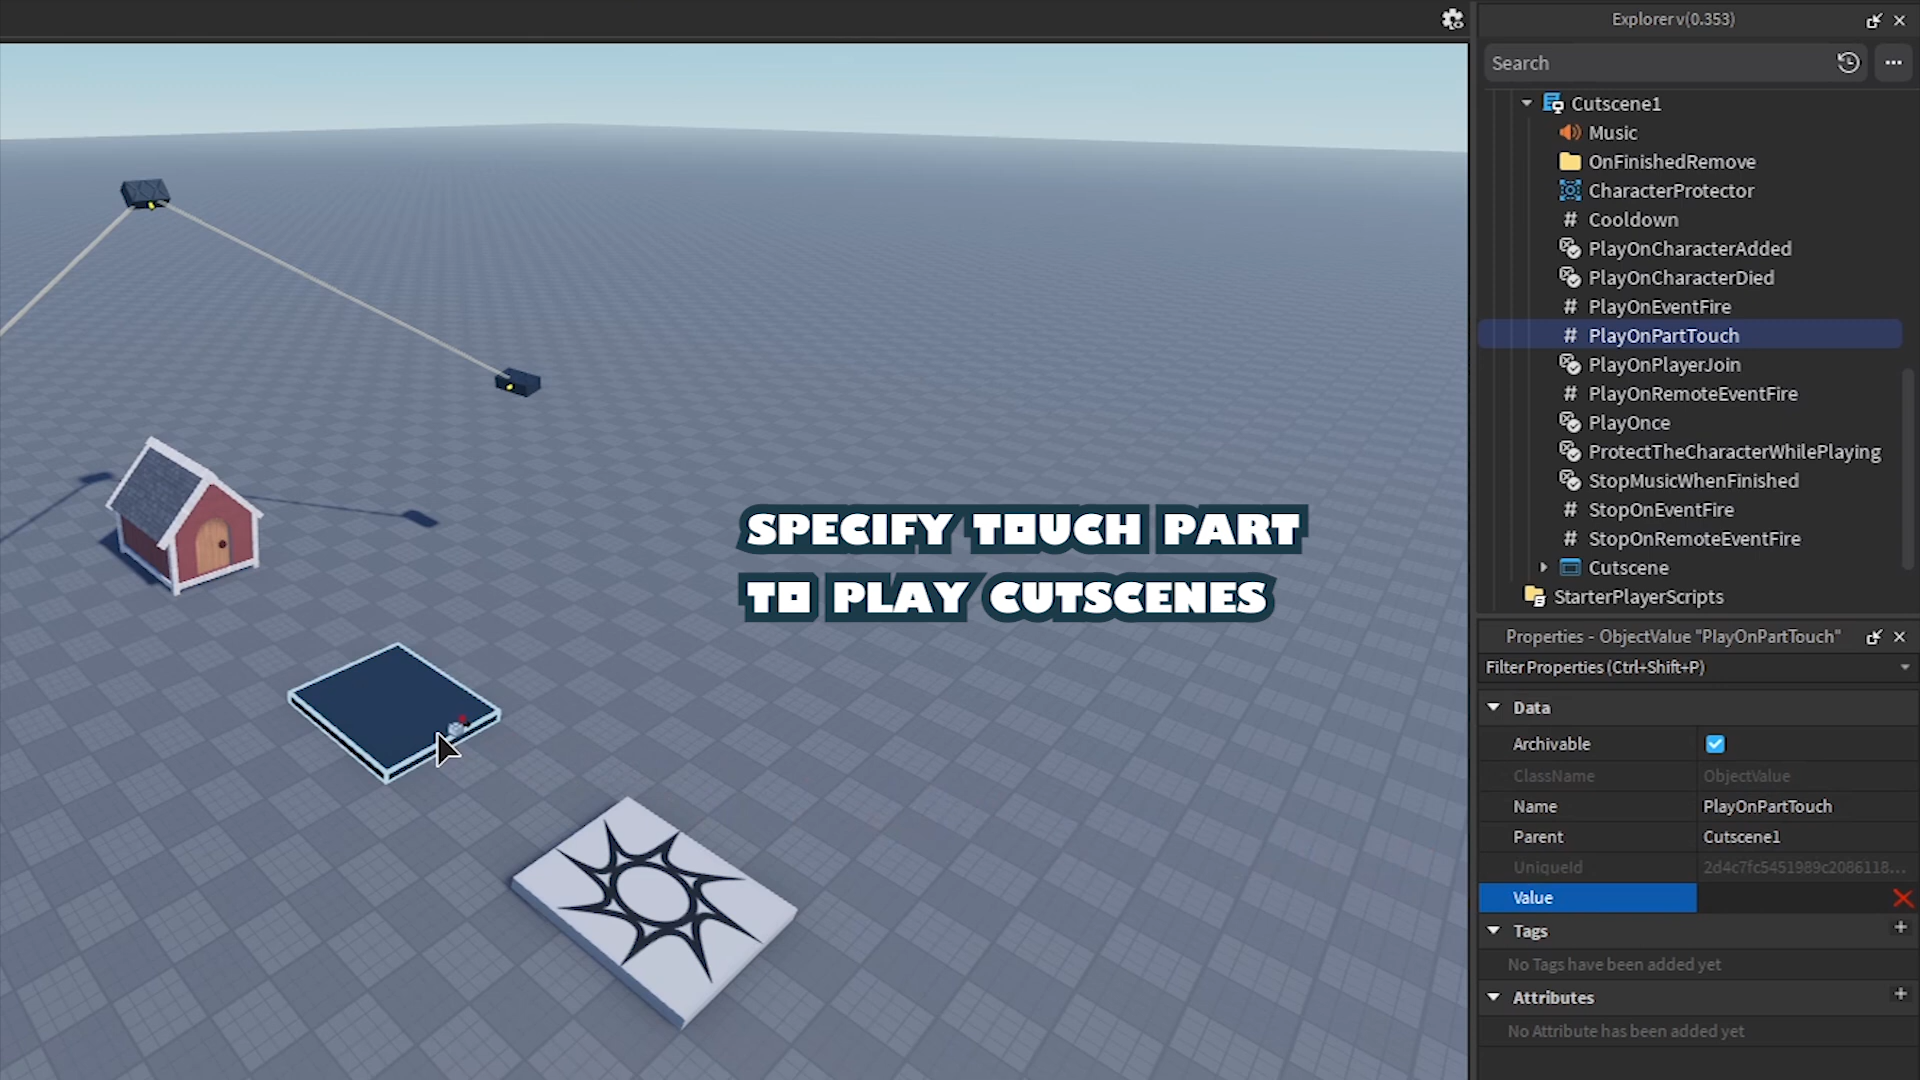 Explorer v(0.353)
Search
Cutscene1
Music
OnFinishedRemove
CharacterProtector
# Cooldown
PlayOnCharacterAdded
PlayOnCharacterDied
# PlayOnEventFire
# PlayOnPartTouch
PlayOnPlayerJoin
# PlayOnRemoteEventFire
PlayOnce
ProtectTheCharacterWhilePlaying
StopMusicWhenFinished
# StopOnEventFire
# StopOnRemoteEventFire
Cutscene
StarterPlayerScripts
SPECIFY TOUCH PART
TO PLAY CUTSCENES
Properties - ObjectValue "PlayOnPartTouch"
Filter Properties (Ctrl+Shift+P)
Data
Archivable
ClassName ObjectValue
Name PlayOnPartTouch
Parent Cutscene1
UniqueId 2d4c7fc5451989c2086118...
Value
Tags
No Tags have been added yet
Attributes
No Attribute has been added yet